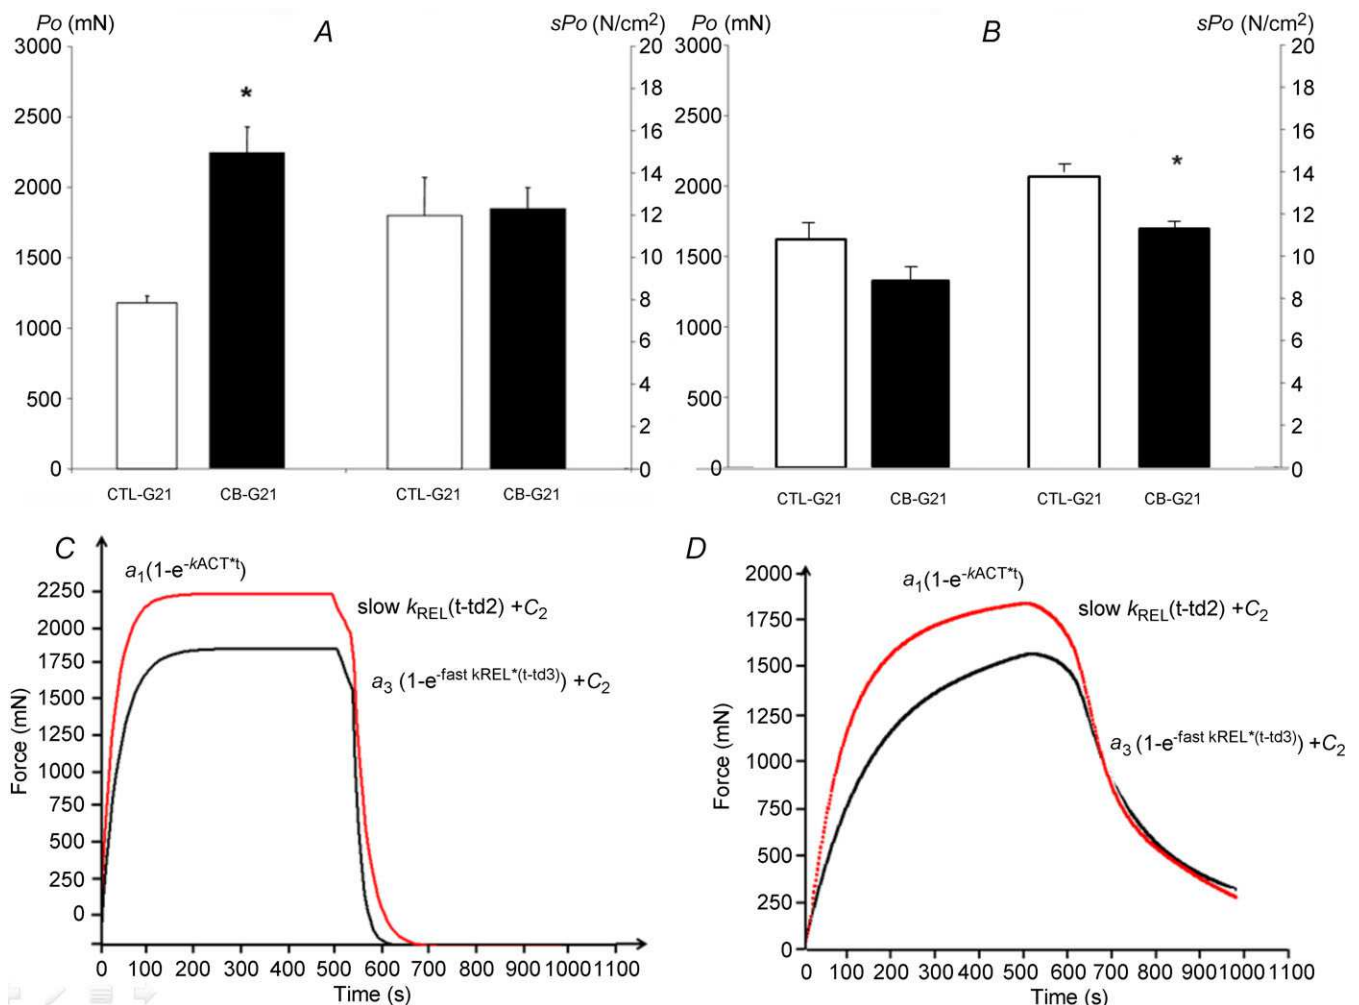 Po (mN) A sPo (N/cm²)
3000 20
18
2500 16
14
2000 12
1500 10
8
1000 6
500 4
2
0 0
*
CTL-G21 CB-G21 CTL-G21 CB-G21
Po (mN) B sPo (N/cm²)
3000 20
18
2500 16
14
2000 12
1500 10
8
1000 6
500 4
2
0 0
*
CTL-G21 CB-G21 CTL-G21 CB-G21
C
a₁(1-e^-kACT*t)
slow k_REL(t-td2) +C₂
a₃ (1-e^-fast kREL*(t-td3)) +C₂
Force (mN)
2250
2000
1750
1500
1250
1000
750
500
250
0
0 100 200 300 400 500 600 700 800 900 1000 1100
Time (s)
D
a₁(1-e^-kACT*t)
slow k_REL(t-td2) +C₂
a₃ (1-e^-fast kREL*(t-td3)) +C₂
Force (mN)
2000
1750
1500
1250
1000
750
500
250
0
0 100 200 300 400 500 600 700 800 900 1000 1100
Time (s)